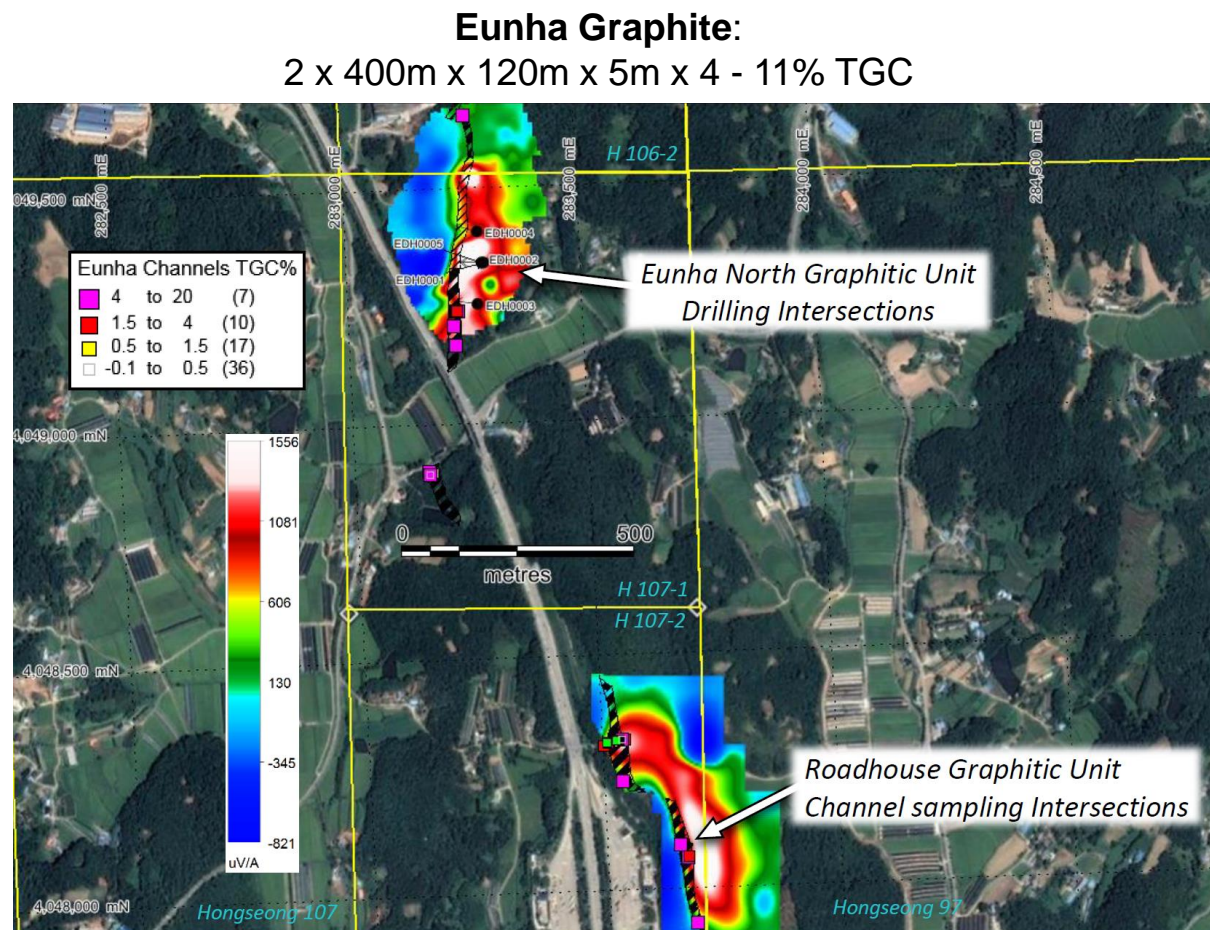 Eunha Graphite:
2 x 400m x 120m x 5m x 4 - 11% TGC
H 106-2
282,500 mE
283,000 mE
283,500 mE
284,000 mE
284,500 mE
049,500 mN
EDH0004
EDH0005
EDH0002
EDH0001
EDH0003
Eunha North Graphitic Unit
Drilling Intersections
Eunha Channels TGC%
4 to 20 (7)
1.5 to 4 (10)
0.5 to 1.5 (17)
-0.1 to 0.5 (36)
4,049,000 mN
1556
1081
606
130
-345
-821
uV/A
0 500
metres
H 107-1
H 107-2
4,048,500 mN
Roadhouse Graphitic Unit
Channel sampling Intersections
4,048,000 mN
Hongseong 107
Hongseong 97